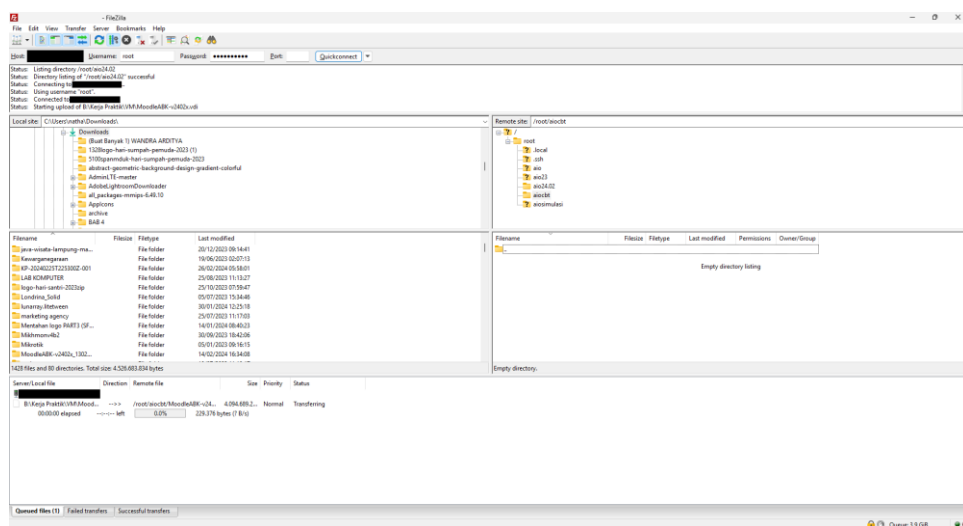 - FileZilla
File Edit View Transfer Server Bookmarks Help
Host: Username: root Password: •••••••••• Port: Quickconnect
Status: Listing directory /root/aio24.02
Status: Directory listing of "/root/aio24.02" successful
Status: Connecting to
Status: Using username "root".
Status: Connected to
Status: Starting upload of B:\Kerja Praktik\VM\MoodleABK-v2402x.vdi
Local site: C:\Users\natha\Downloads\
Downloads
(Buat Banyak 1) WANDRA ARDITYA
1328logo-hari-sumpah-pemuda-2023 (1)
5100spanmduk-hari-sumpah-pemuda-2023
abstract-geometric-background-design-gradient-colorful
AdminLTE-master
AdobeLightroomDownloader
all_packages-mmips-6.49.10
AppIcons
archive
BAB 4
Remote site: /root/aiocbt
/
root
.local
.ssh
aio
aio23
aio24.02
aiocbt
aiosimulasi
Filename Filesize Filetype Last modified
java-wisata-lampung-ma... File folder 20/12/2023 09:14:41
Kewarganegaraan File folder 19/06/2023 02:07:13
KP-20240225T225300Z-001 File folder 26/02/2024 05:58:01
LAB KOMPUTER File folder 25/08/2023 11:13:27
logo-hari-santri-2023zip File folder 25/10/2023 07:59:47
Londrina_Solid File folder 05/07/2023 15:34:48
lunarray.litetween File folder 30/01/2024 12:25:18
marketing agency File folder 25/07/2023 11:17:03
Mentahan logo PART3 (SF... File folder 14/01/2024 08:40:23
Mikhmonv4b2 File folder 30/09/2023 18:42:06
Mikrotik File folder 05/01/2023 09:16:15
MoodleABK-v2402x_1302... File folder 14/02/2024 16:34:08
1428 files and 80 directories. Total size: 4.526.683.834 bytes
Filename Filesize Filetype Last modified Permissions Owner/Group
..
Empty directory listing
Empty directory.
Server/Local file Direction Remote file Size Priority Status
B:\Kerja Praktik\VM\Mood... -->> /root/aiocbt/MoodleABK-v24... 4.094.689.2... Normal Transferring
00:00:00 elapsed --:--:-- left 0.0% 229.376 bytes (? B/s)
Queued files (1) Failed transfers Successful transfers
Queue: 3.9 GiB